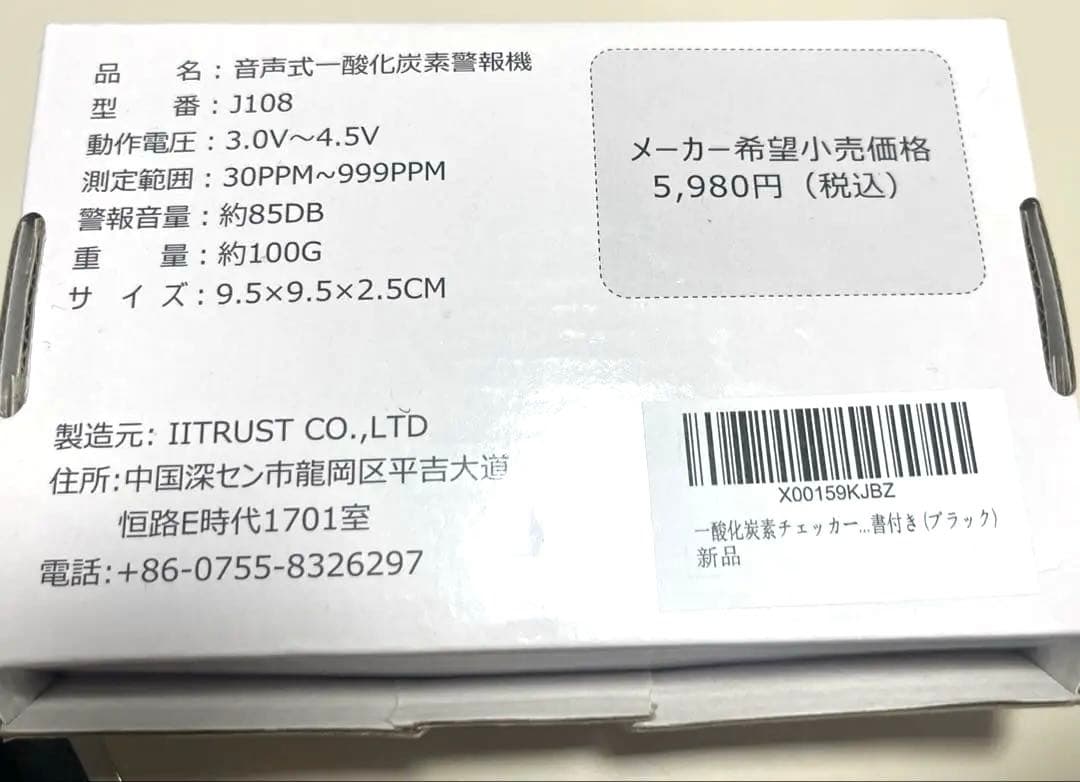 品　　名：音声式一酸化炭素警報機
型　　番：J108
動作電圧：3.0V～4.5V
測定範囲：30PPM~999PPM
警報音量：約85DB
重　　量：約100G
サ　イ　ズ：9.5×9.5×2.5CM
メーカー希望小売価格
5,980円（税込）
製造元: IITRUST CO.,LTD
住所:中国深セン市龍岡区平吉大道
恒路E時代1701室
電話:+86-0755-8326297
X00159KJBZ
一酸化炭素チェッカー...書付き (ブラック)
新品